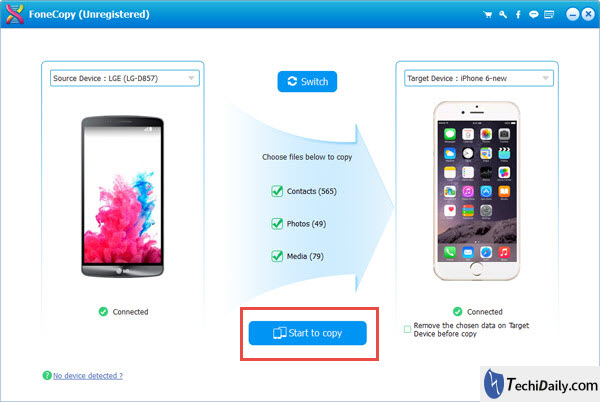 FoneCopy (Unregistered)
Source Device : LGE (LG-D857)
Switch
Target Device : iPhone 6-new
Choose files below to copy
Contacts (565)
Photos (49)
Media (79)
LG
Connected
Connected
Start to copy
Remove the chosen data on Target
Device before copy
No device detected ?
TechiDaily.com